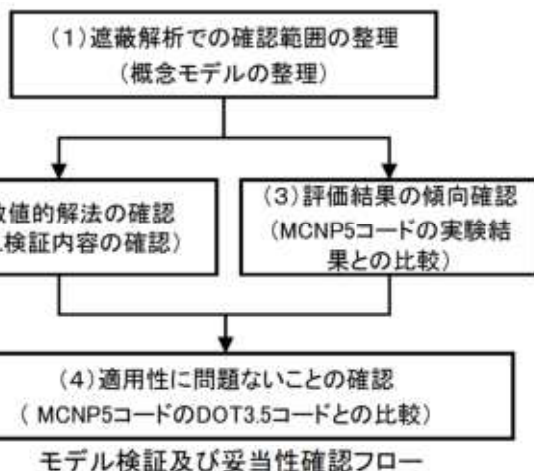 (1)遮蔽解析での確認範囲の整理
(概念モデルの整理)
値的解法の確認
検証内容の確認)
(3)評価結果の傾向確認
(MCNP5コードの実験結
果との比較)
(4)適用性に問題ないことの確認
( MCNP5コードのDOT3.5コードとの比較)
モデル検証及び妥当性確認フロー